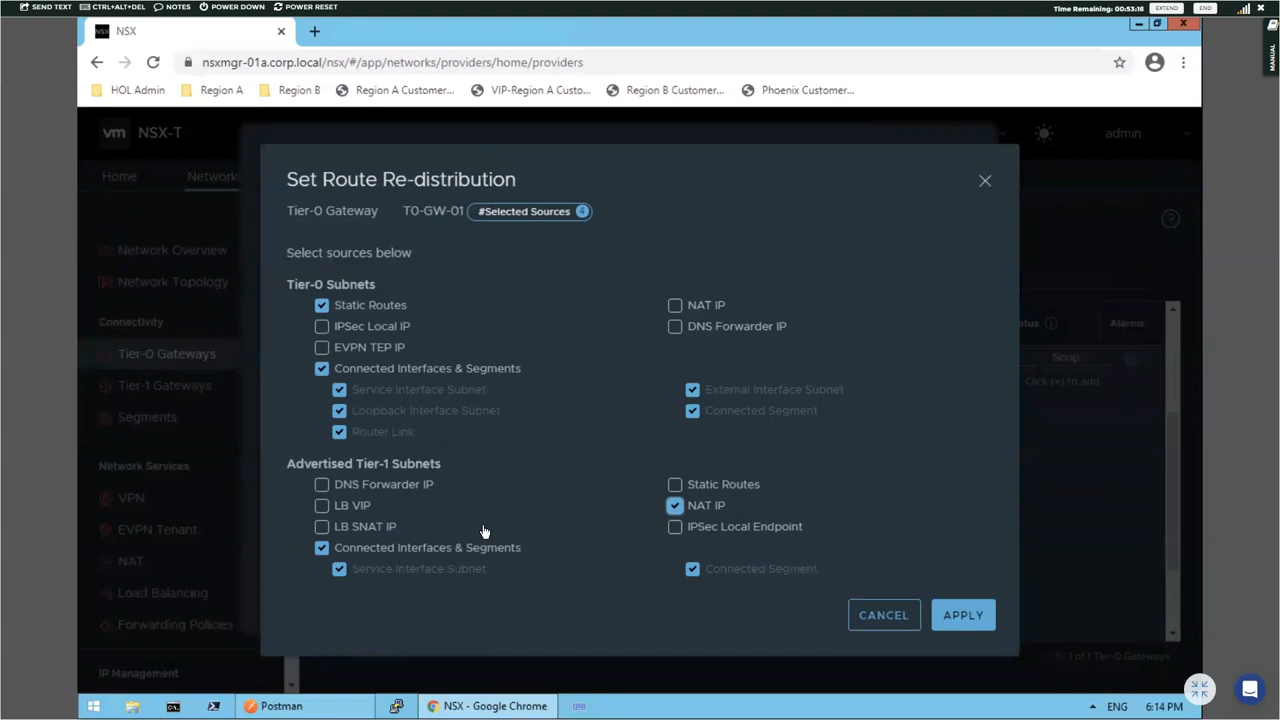 SEND TEXT CTRL+ALT+DEL NOTES POWER DOWN POWER RESET Time Remaining: 00:53:16 EXTEND END
MANUAL
NSX NSX
nsxmgr-01a.corp.local/nsx/#/app/networks/providers/home/providers
HOL Admin Region A Region B Region A Customer... VIP-Region A Custo... Region B Customer... Phoenix Customer...
vm NSX-T admin
Home Network
Set Route Re-distribution
Tier-0 Gateway T0-GW-01 #Selected Sources 4
Network Overview
Select sources below
Network Topology
Tier-0 Subnets
Static Routes NAT IP
Connectivity
IPSec Local IP DNS Forwarder IP
tus Alarms
EVPN TEP IP
Tier-0 Gateways
Connected Interfaces & Segments
Click (+) to add
Tier-1 Gateways
Service Interface Subnet External Interface Subnet
Loopback Interface Subnet Connected Segment
Segments
Router Link
Network Services
Advertised Tier-1 Subnets
DNS Forwarder IP Static Routes
VPN
LB VIP NAT IP
EVPN Tenant
LB SNAT IP IPSec Local Endpoint
Connected Interfaces & Segments
NAT
Service Interface Subnet Connected Segment
Load Balancing
CANCEL APPLY
Forwarding Policies
1 of 1 Tier-0 Gateways
IP Management
Postman NSX - Google Chrome ENG 6:14 PM